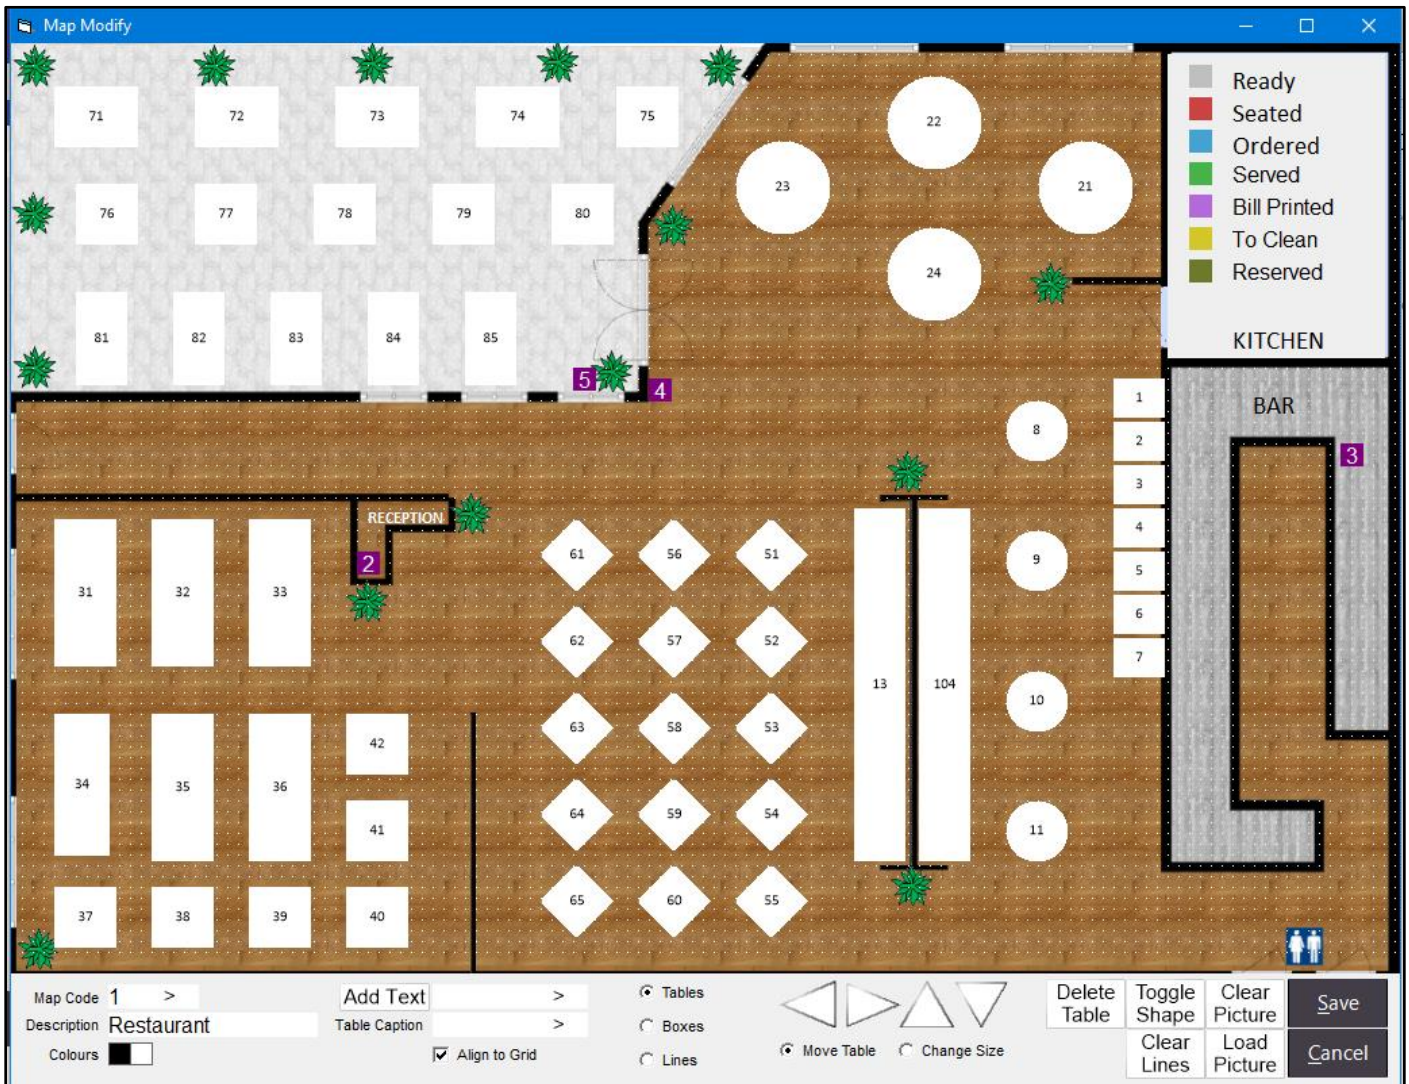 Map Modify
71 72 73 74 75
76 77 78 79 80
81 82 83 84 85
22
23 21
24
Ready
Seated
Ordered
Served
Bill Printed
To Clean
Reserved
KITCHEN
BAR
5
4
3
RECEPTION
2
1
2
3
4
5
6
7
8
9
10
11
31 32 33
34 35 36
42
41
37 38 39 40
61 56 51
62 57 52
63 58 53
64 59 54
65 60 55
13 104
Map Code 1 >
Description Restaurant
Colours
Add Text >
Table Caption >
Align to Grid
Tables
Boxes
Lines
Move Table Change Size
Delete Table
Toggle Shape
Clear Picture
Clear Lines
Load Picture
Save
Cancel